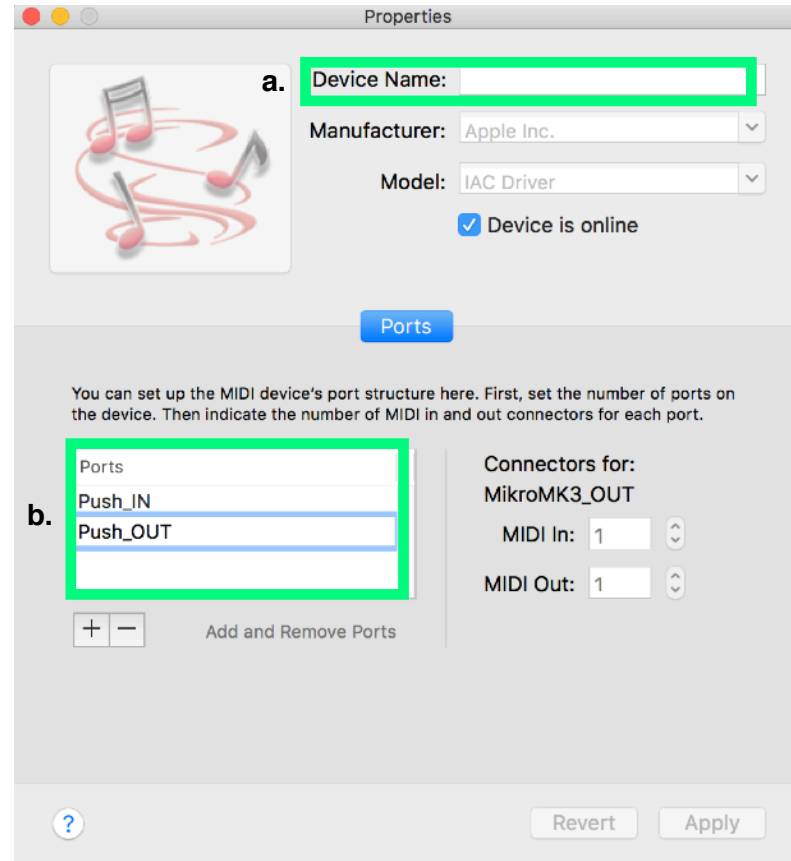 Properties
a.
Device Name:
Manufacturer: Apple Inc.
Model: IAC Driver
Device is online
Ports
You can set up the MIDI device's port structure here. First, set the number of ports on
the device. Then indicate the number of MIDI in and out connectors for each port.
b.
Ports
Push_IN
Push_OUT
+ −
Add and Remove Ports
Connectors for:
MikroMK3_OUT
MIDI In: 1
MIDI Out: 1
?
Revert
Apply